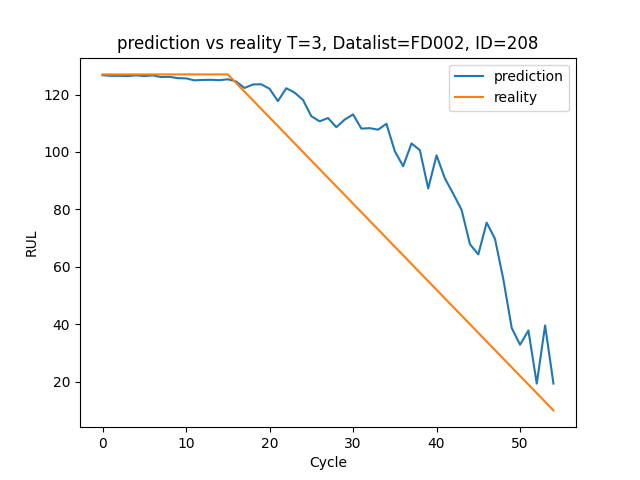 prediction vs reality T=3, Datalist=FD002, ID=208
prediction
reality
RUL
120
100
80
60
40
20
0 10 20 30 40 50
Cycle